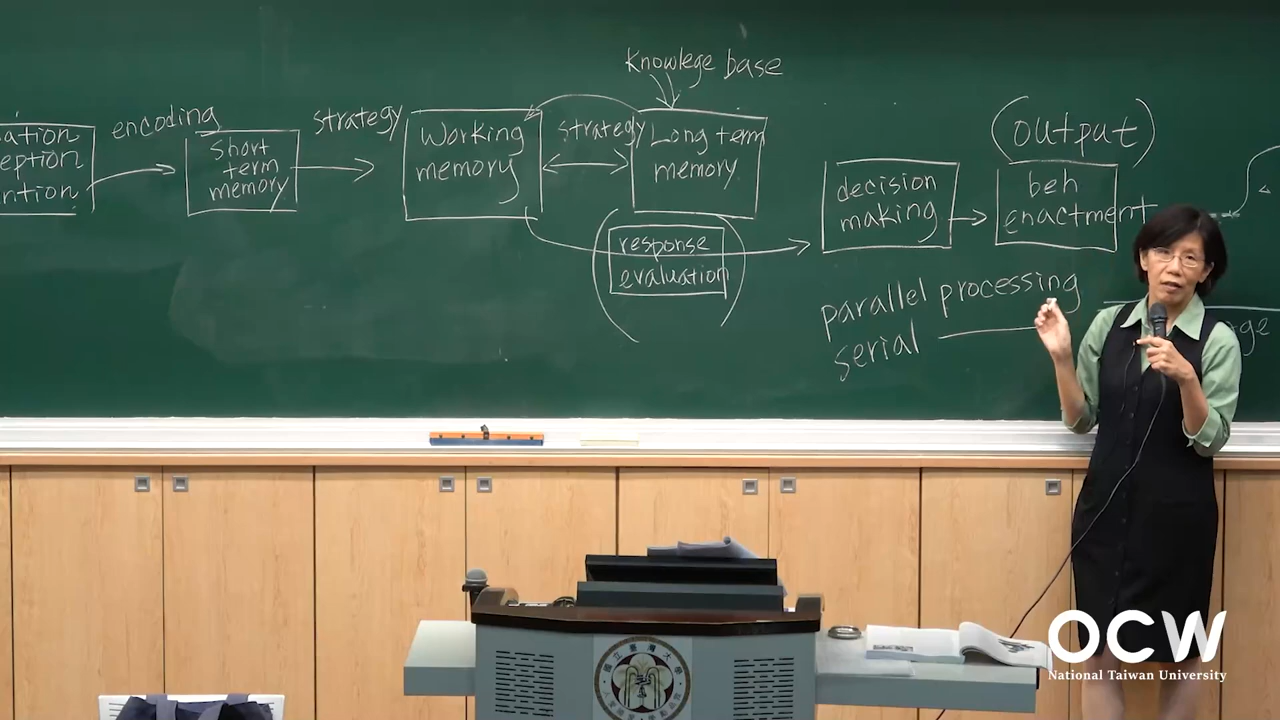 Knowlege base
encoding
strategy
Working
memory
strategy
Long term
memory
(output)
short
term
memory
decision
making
beh
enactment
response
evaluation
parallel processing
serial
OCW
National Taiwan University